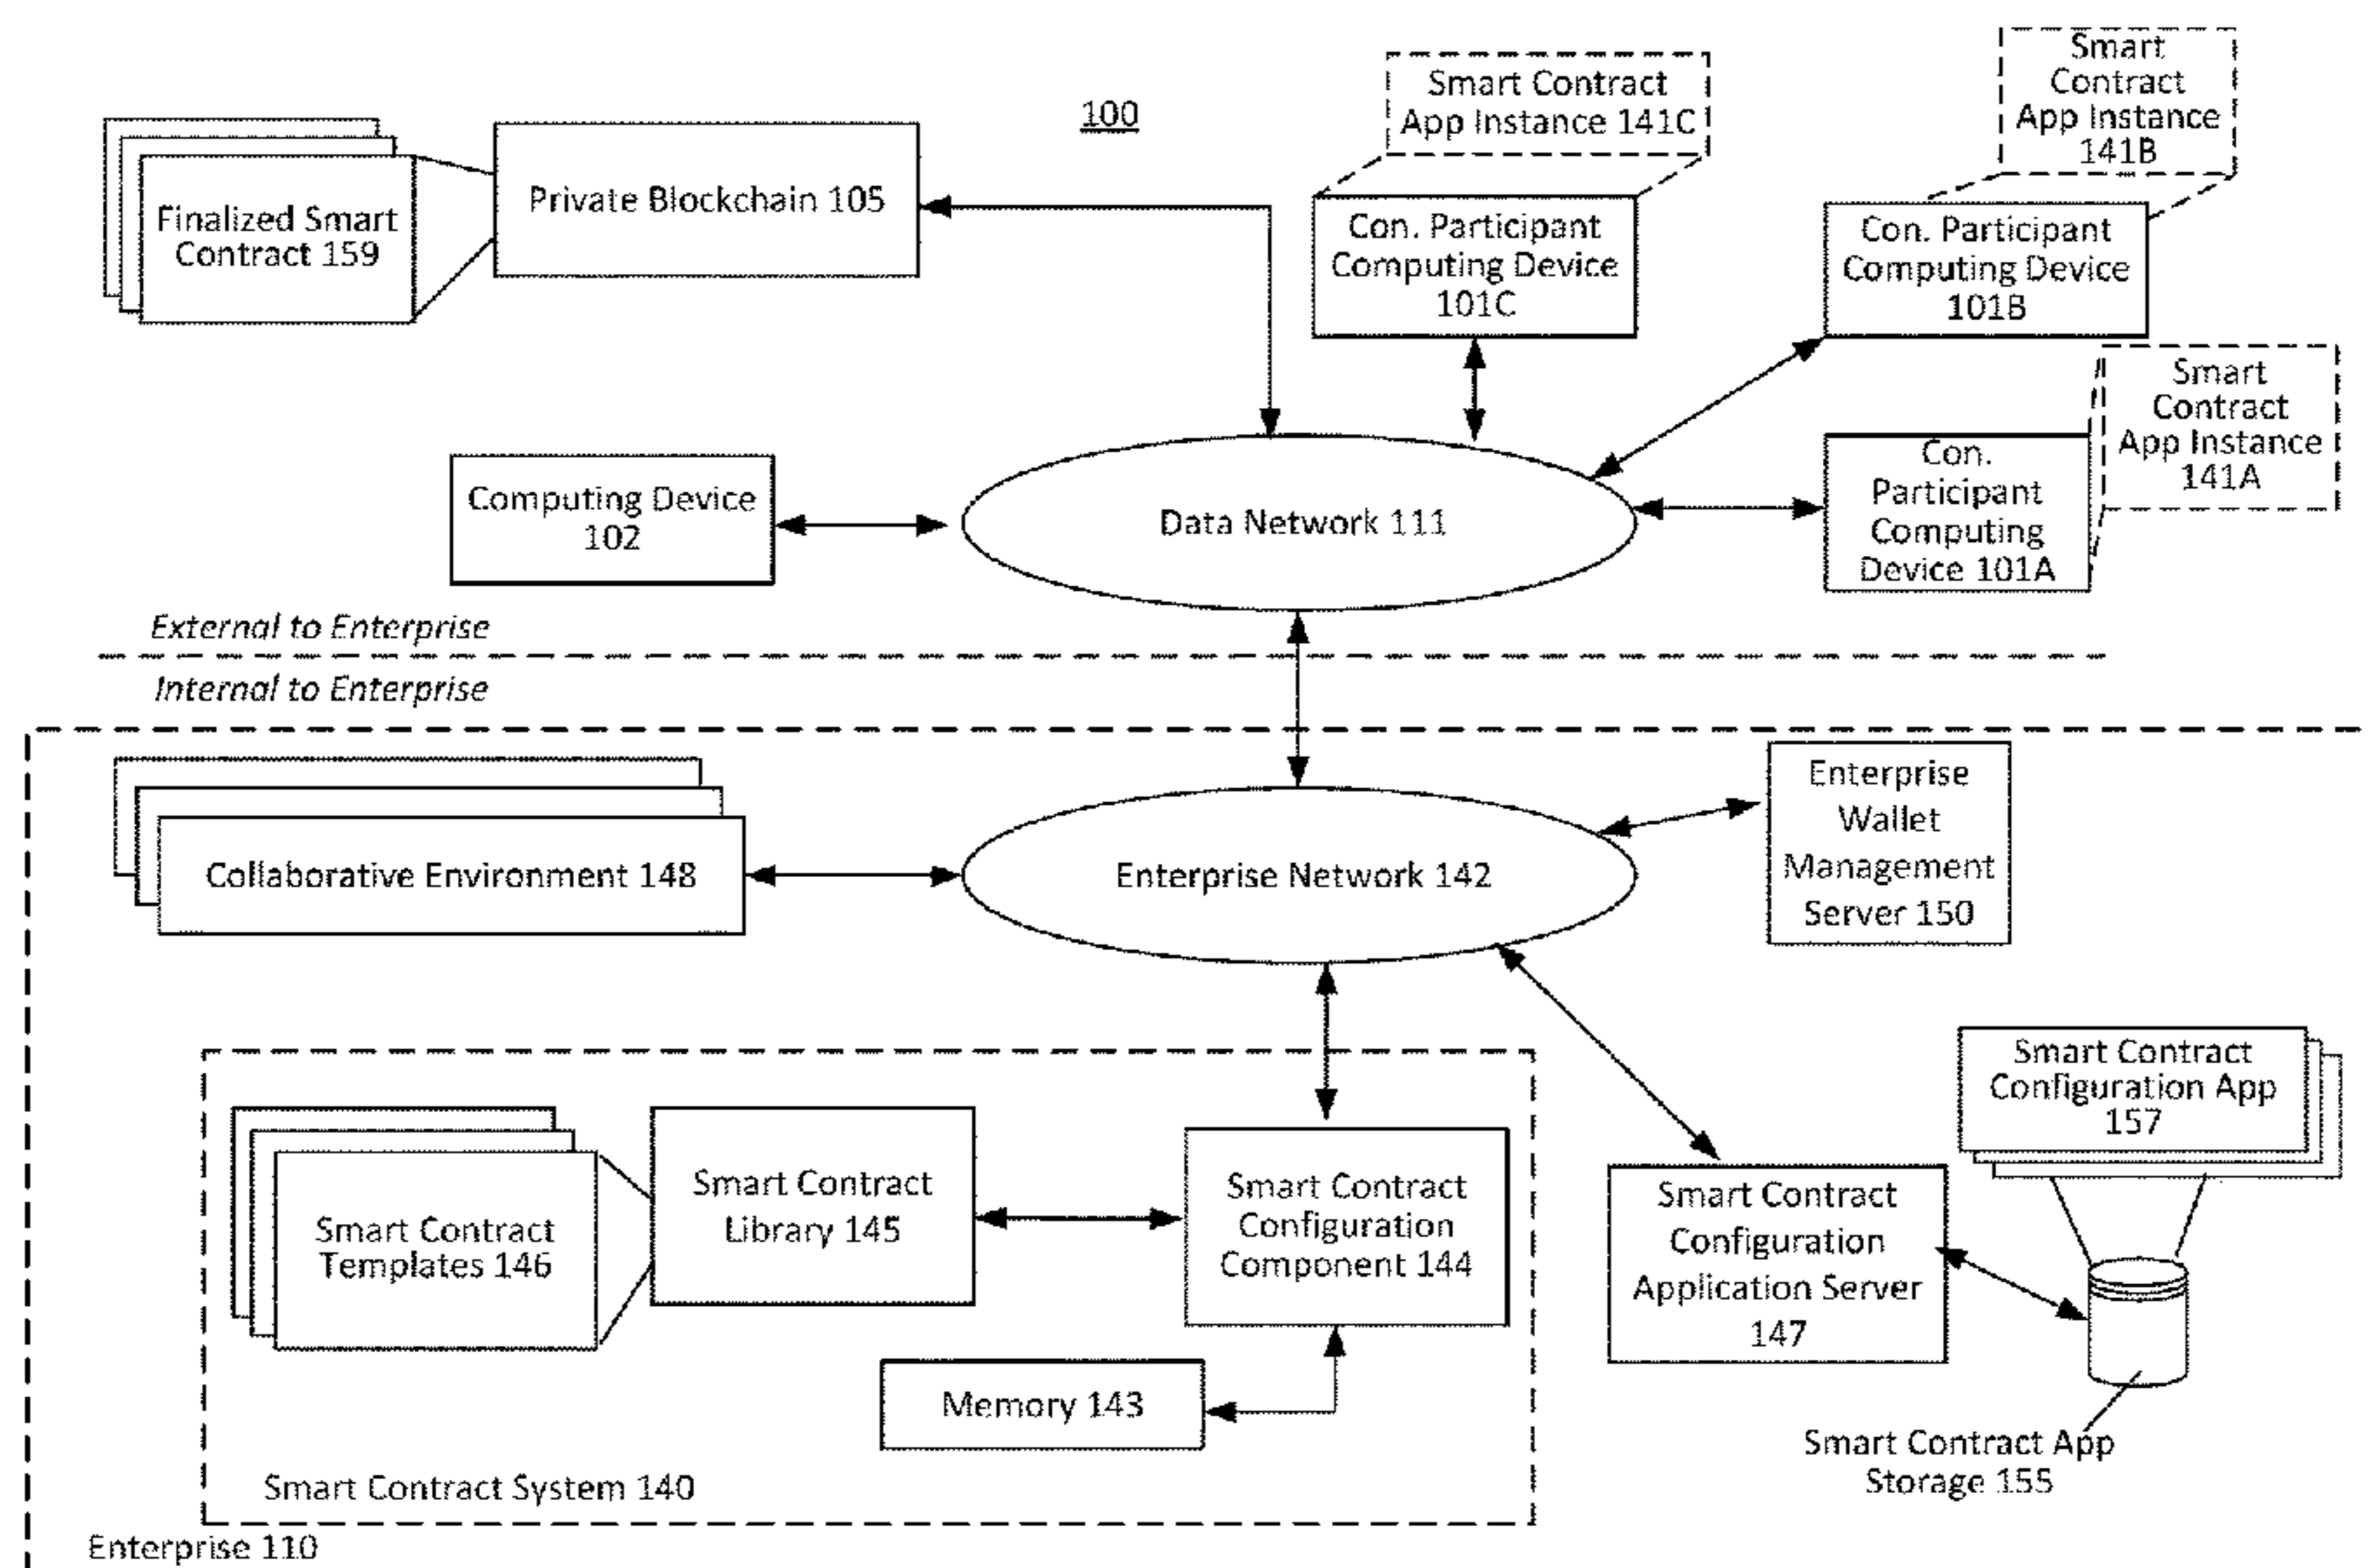 100
Finalized Smart
Contract 159
Private Blockchain 105
Smart Contract
App Instance 141C
Con. Participant
Computing Device
101C
Smart
Contract
App Instance
141B
Con. Participant
Computing Device
101B
Smart
Contract
App Instance
141A
Con.
Participant
Computing
Device 101A
Computing Device
102
Data Network 111
External to Enterprise
Internal to Enterprise
Collaborative Environment 148
Enterprise Network 142
Enterprise
Wallet
Management
Server 150
Smart Contract
Templates 146
Smart Contract
Library 145
Smart Contract
Configuration
Component 144
Memory 143
Smart Contract System 140
Smart Contract
Configuration
Application Server
147
Smart Contract
Configuration App
157
Smart Contract App
Storage 155
Enterprise 110